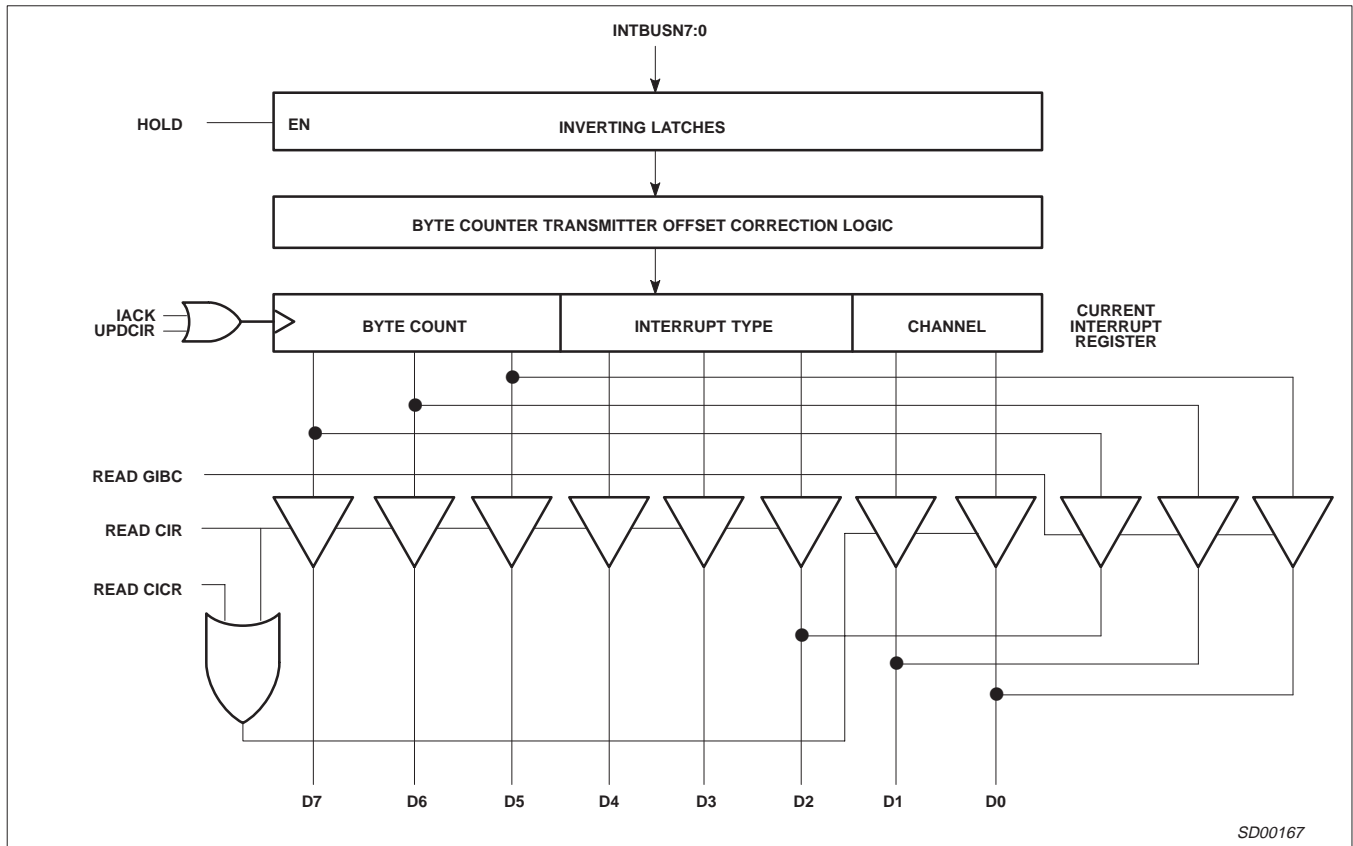 INTBUSN7:0
HOLD
EN
INVERTING LATCHES
BYTE COUNTER TRANSMITTER OFFSET CORRECTION LOGIC
IACK
UPDCIR
BYTE COUNT
INTERRUPT TYPE
CHANNEL
CURRENT
INTERRUPT
REGISTER
READ GIBC
READ CIR
READ CICR
D7
D6
D5
D4
D3
D2
D1
D0
SD00167